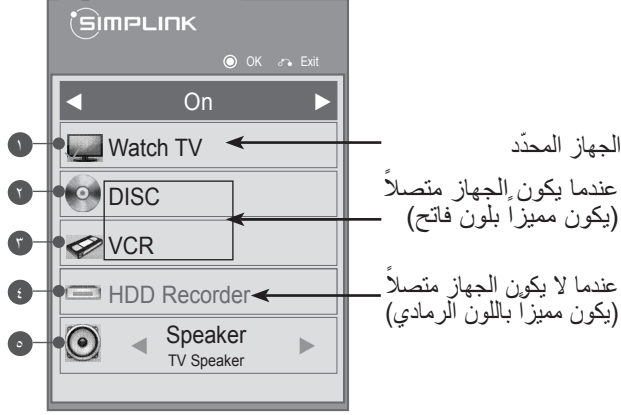 SIMPLINK
OK Exit
On
١ Watch TV
الجهاز المحدّد
٢ DISC
عندما يكون الجهاز متصلاً
(يكون مميزاً بلون فاتح)
٣ VCR
٤ HDD Recorder
عندما لا يكون الجهاز متصلاً
(يكون مميزاً باللون الرمادي)
٥ Speaker
TV Speaker